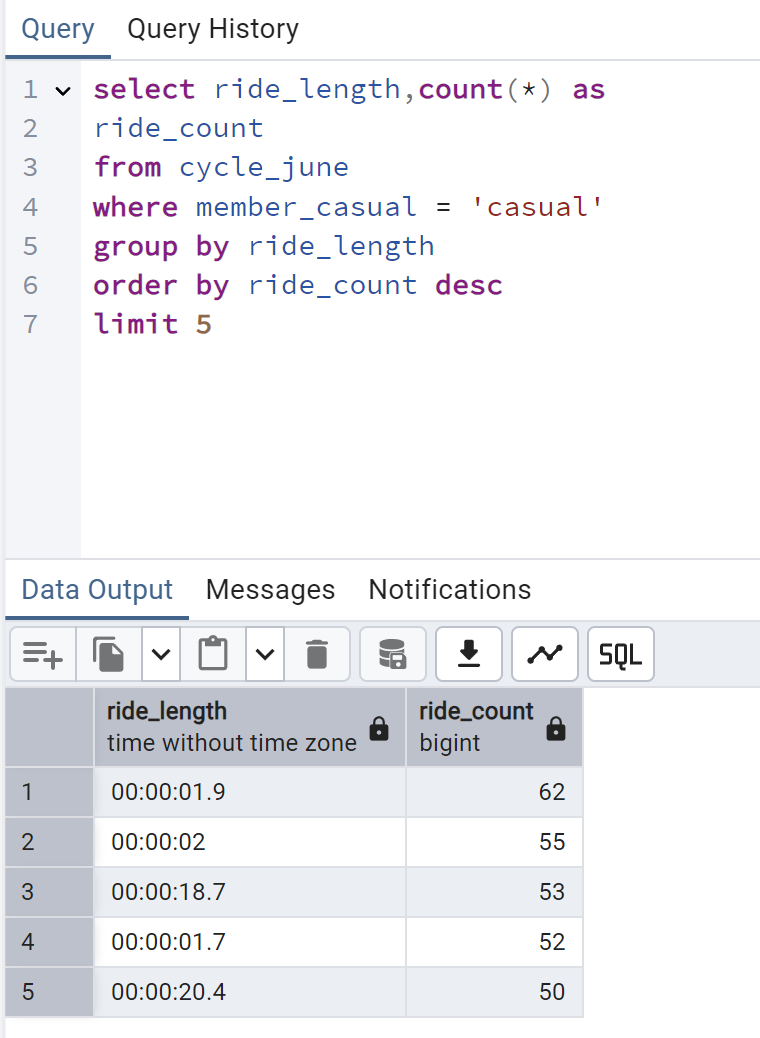 Query Query History
1 select ride_length,count(*) as
2 ride_count
3 from cycle_june
4 where member_casual = 'casual'
5 group by ride_length
6 order by ride_count desc
7 limit 5
Data Output Messages Notifications
SQL
ride_length ride_count
time without time zone bigint
1 00:00:01.9 62
2 00:00:02 55
3 00:00:18.7 53
4 00:00:01.7 52
5 00:00:20.4 50